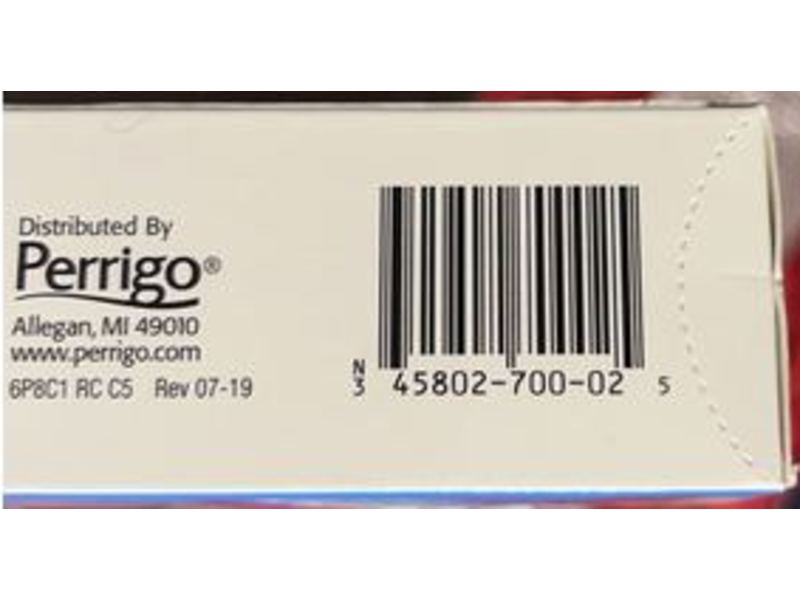 Distributed By
Perrigo®
Allegan, MI 49010
www.perrigo.com
6P8C1 RC C5 Rev 07-19
N
3 45802-700-02 5